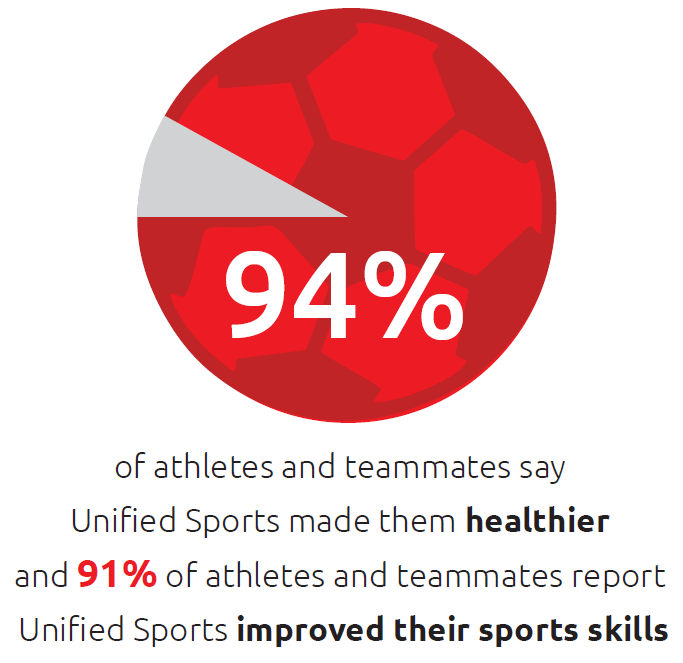 94%
of athletes and teammates say
Unified Sports made them healthier
and 91% of athletes and teammates report
Unified Sports improved their sports skills